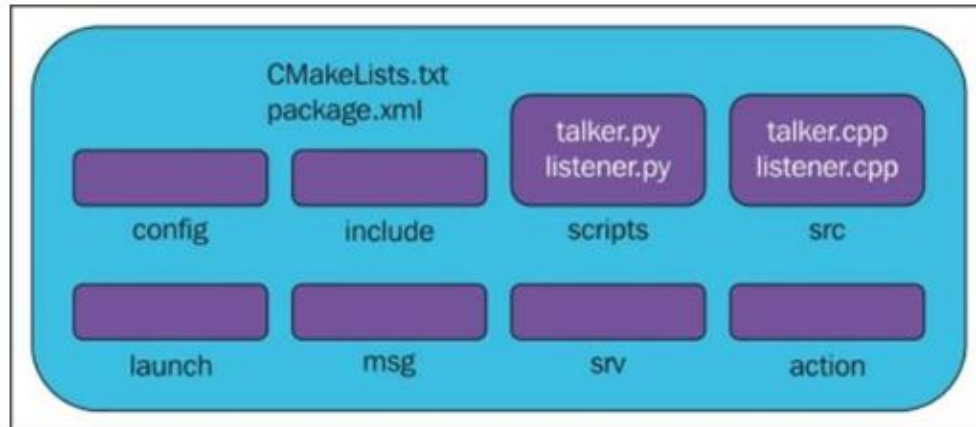 CMakeLists.txt
package.xml
talker.py
listener.py
talker.cpp
listener.cpp
config
include
scripts
src
launch
msg
srv
action